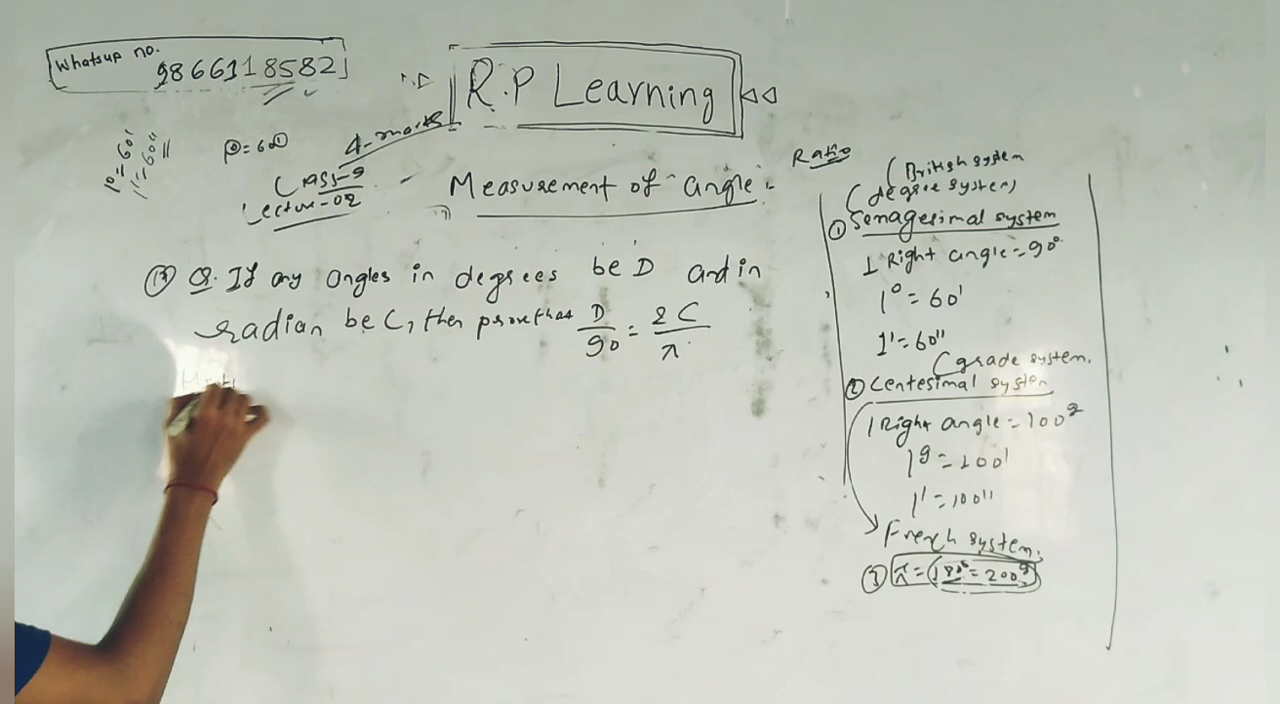 Whatsup no.
9866118582
R.P Learning
1°=60'
1'=60''
4-marks
Class-9
Lecture-02
Measurement of angle:
Ratio
Q. If any angles in degrees be D and in
radian be C, then prove that D/90 = 2C/π
(British system
(degree system)
① Senagesimal system
1 Right angle=90°
1°=60'
1'=60''
(grade system.
② Centesimal system
1 Right angle=100g
1g=100'
1'=100''
French system.
③ π=180°=200g